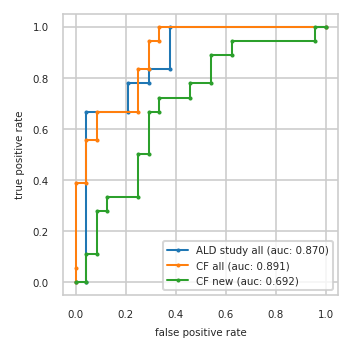 1.0
0.8
0.6
0.4
0.2
0.0
true positive rate
ALD study all (auc: 0.870)
CF all (auc: 0.891)
CF new (auc: 0.692)
0.0 0.2 0.4 0.6 0.8 1.0
false positive rate